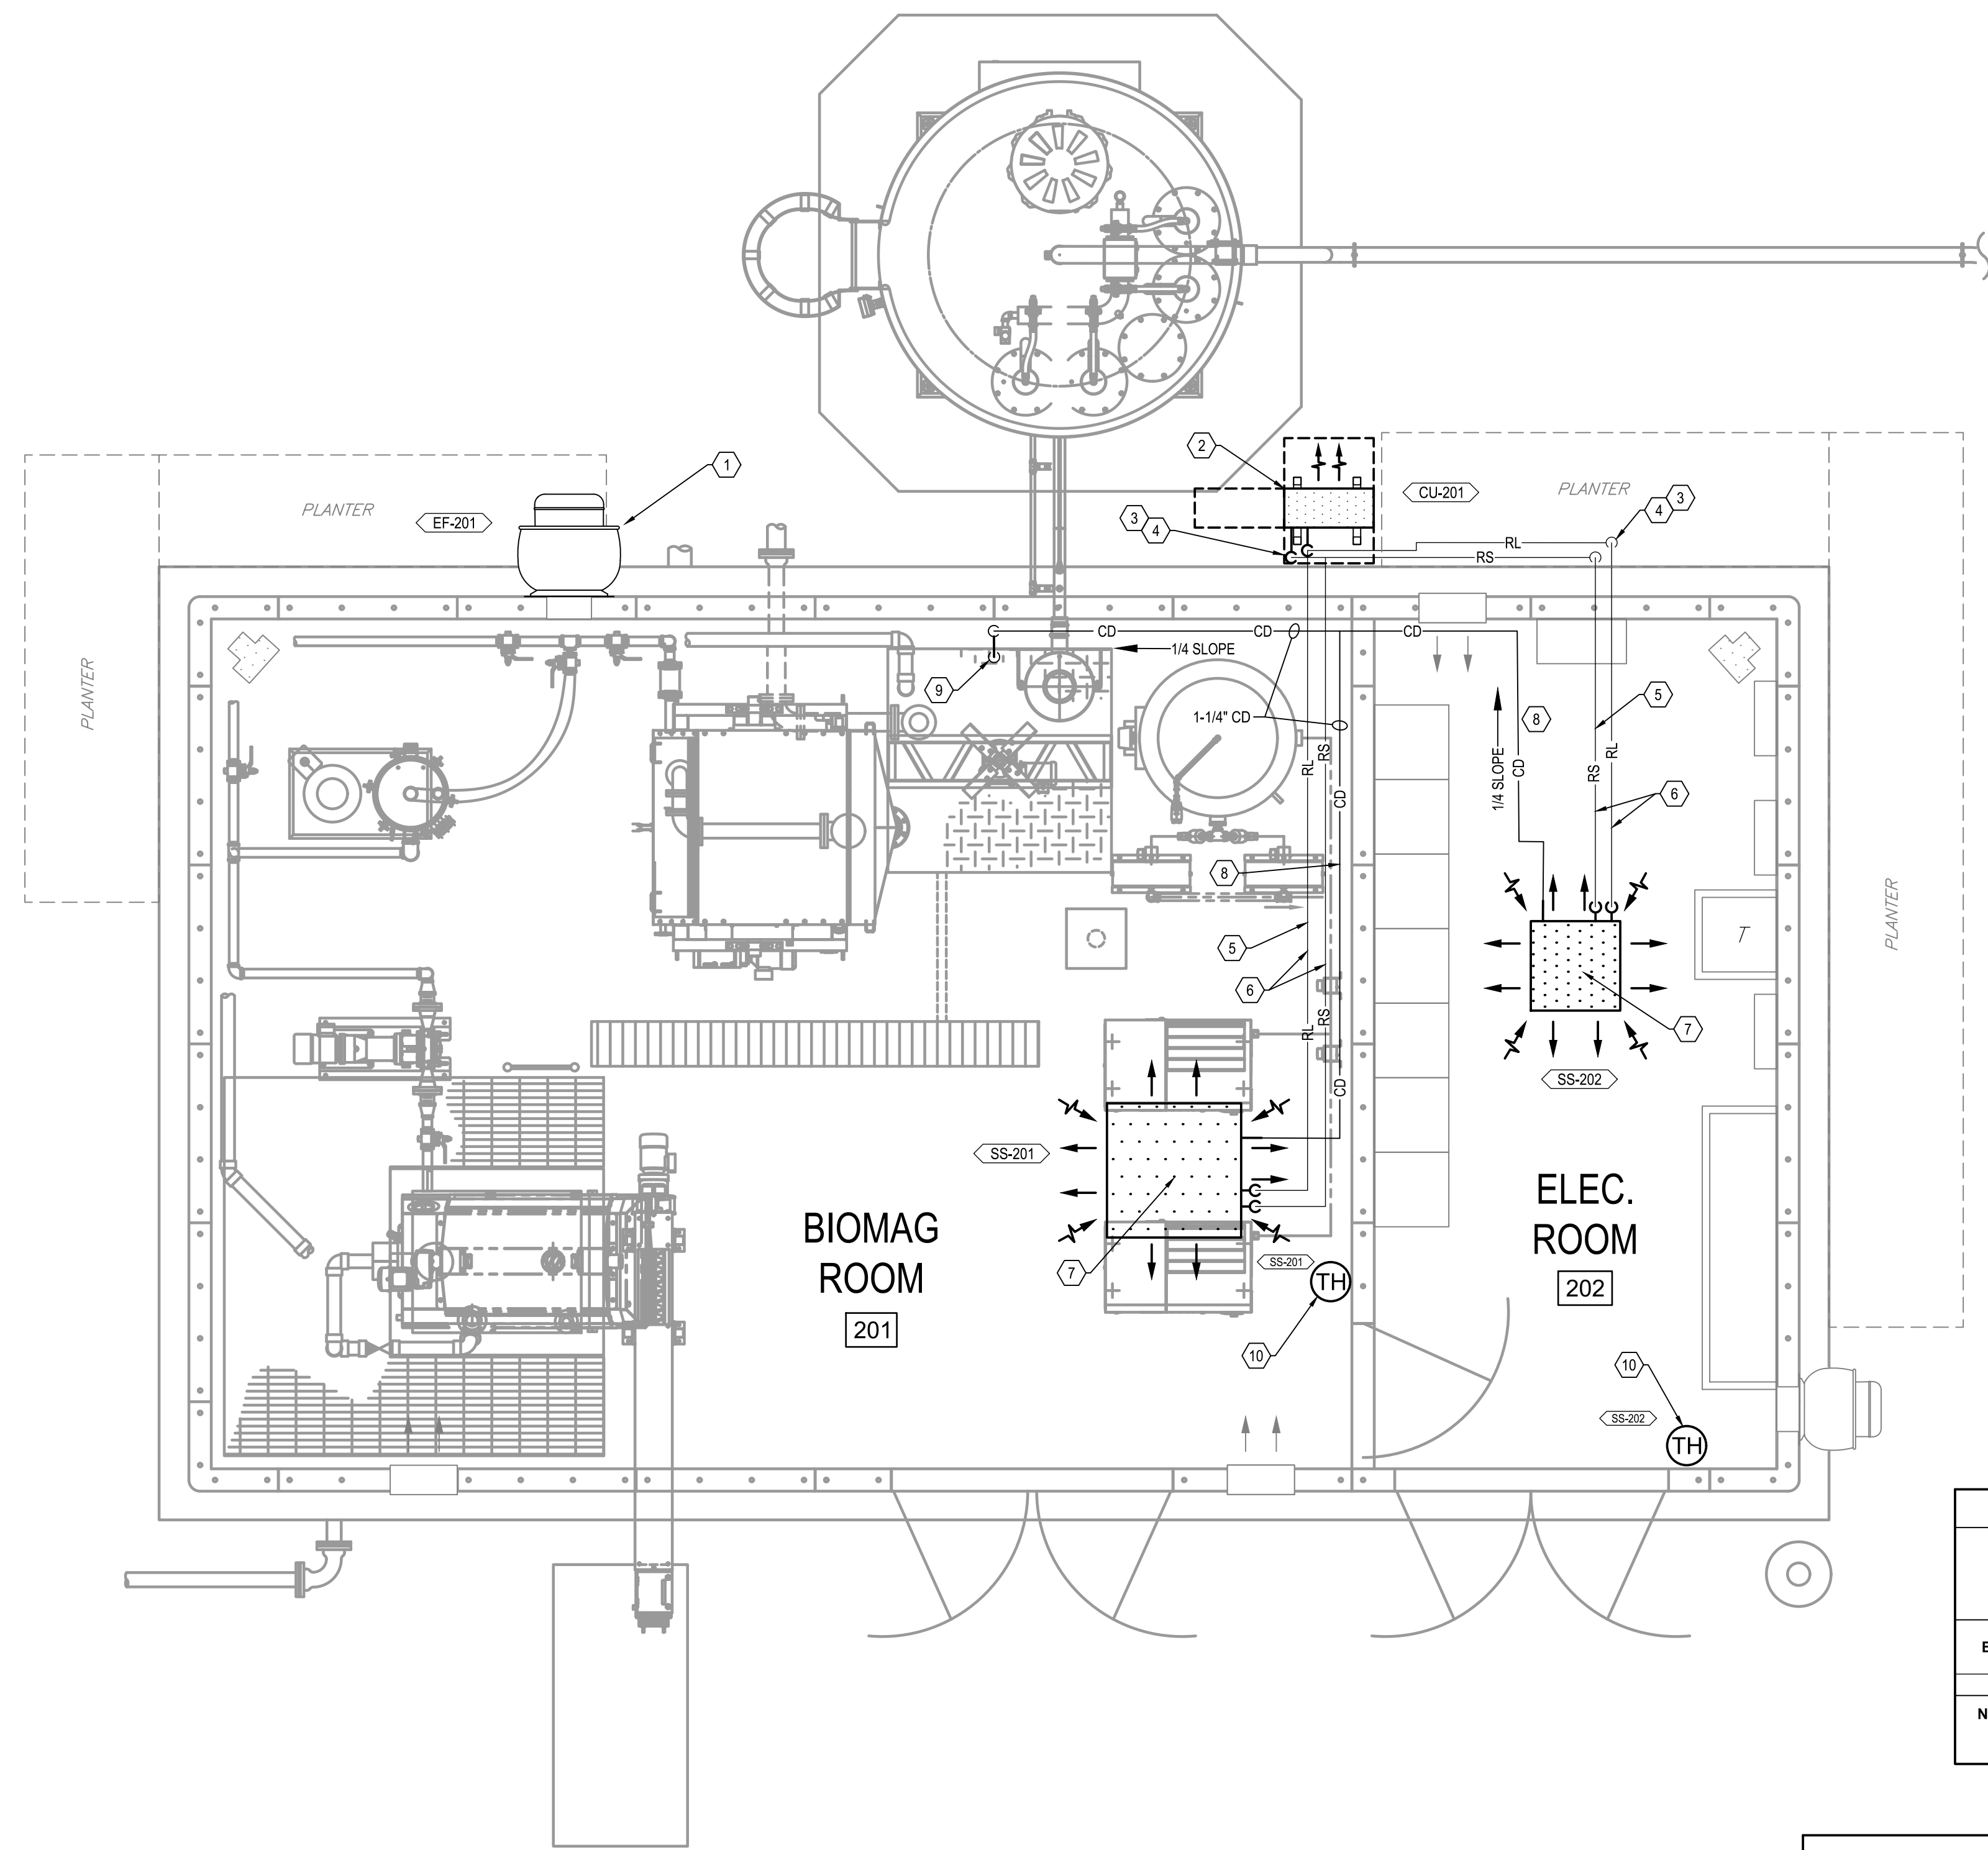 2
1
CU-201
PLANTER
3
PLANTER
EF-201
3
4
4
RL
RS
CD
CD
CD
1/4 SLOPE
PLANTER
9
5
1-1/4" CD
8
RL
RS
RL
1/4 SLOPE
CD
RS
6
CD
8
PLANTER
T
5
6
RS
RL
7
SS-202
CD
SS-201
ELEC.
ROOM
202
BIOMAG
ROOM
201
7
SS-201
TH
10
10
SS-202
TH